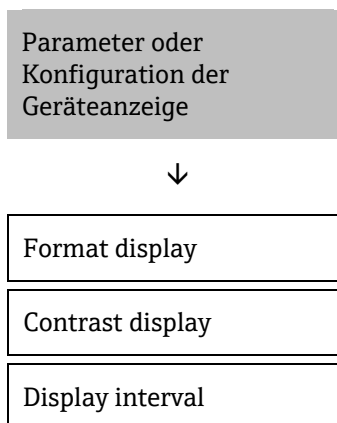 Parameter oder
Konfiguration der
Geräteanzeige
↓
Format display
Contrast display
Display interval